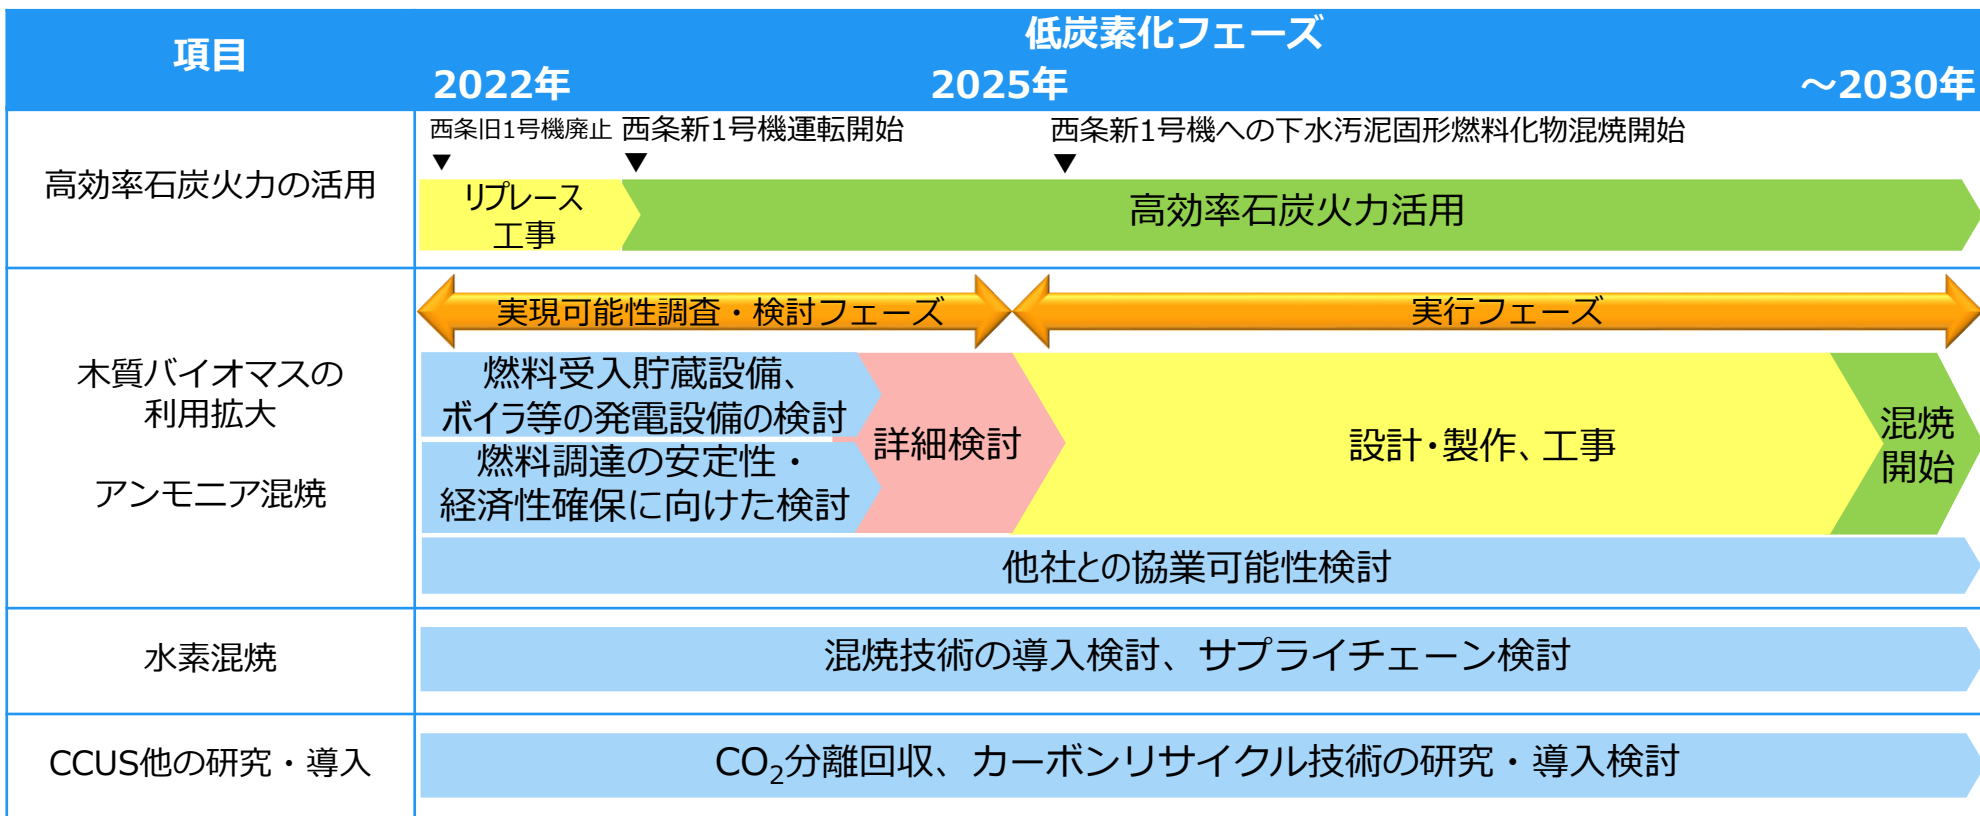 項目
低炭素化フェーズ
2022年 2025年 ～2030年
高効率石炭火力の活用
西条旧1号機廃止 西条新1号機運転開始 西条新1号機への下水汚泥固形燃料化物混焼開始
▼ ▼ ▼
リプレース
工事
高効率石炭火力活用
木質バイオマスの
利用拡大
アンモニア混焼
実現可能性調査・検討フェーズ
実行フェーズ
燃料受入貯蔵設備、
ボイラ等の発電設備の検討
燃料調達の安定性・
経済性確保に向けた検討
詳細検討
設計・製作、工事
混焼
開始
他社との協業可能性検討
水素混焼
混焼技術の導入検討、サプライチェーン検討
CCUS他の研究・導入
CO₂分離回収、カーボンリサイクル技術の研究・導入検討